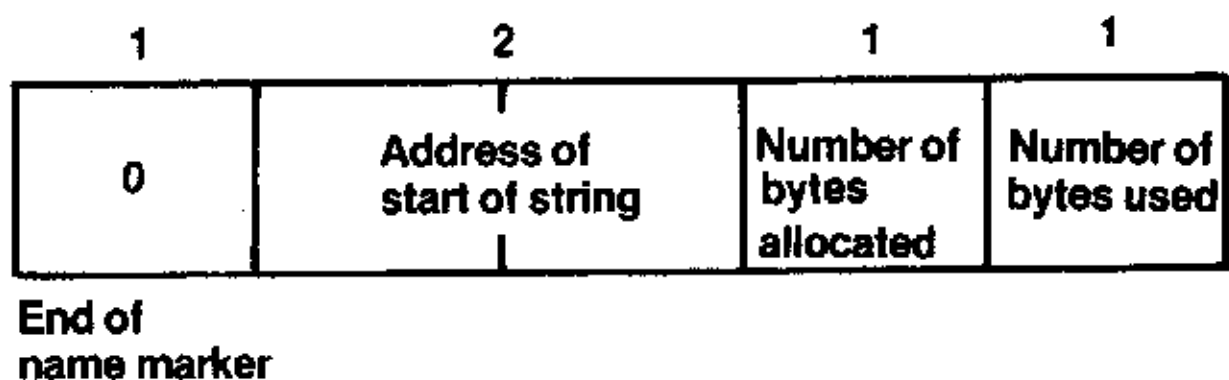 1 2 1 1
0
Address of
start of string
Number of
bytes
allocated
Number of
bytes used
End of
name marker